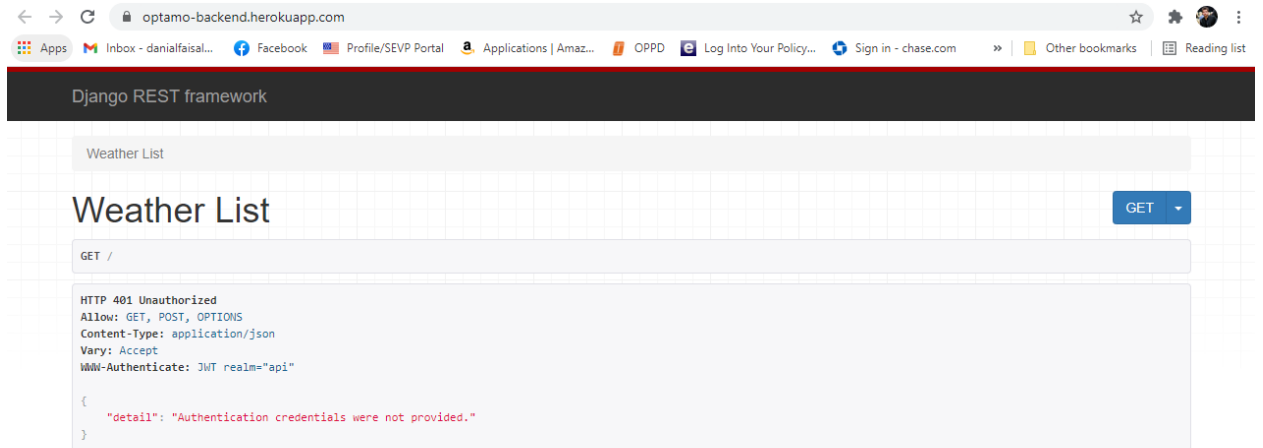 optamo-backend.herokuapp.com
Apps Inbox - danialfaisal... Facebook Profile/SEVP Portal Applications | Amaz... OPPD Log Into Your Policy... Sign in - chase.com » Other bookmarks Reading list
Django REST framework
Weather List
Weather List
GET
GET /
HTTP 401 Unauthorized
Allow: GET, POST, OPTIONS
Content-Type: application/json
Vary: Accept
WWW-Authenticate: JWT realm="api"
{
"detail": "Authentication credentials were not provided."
}